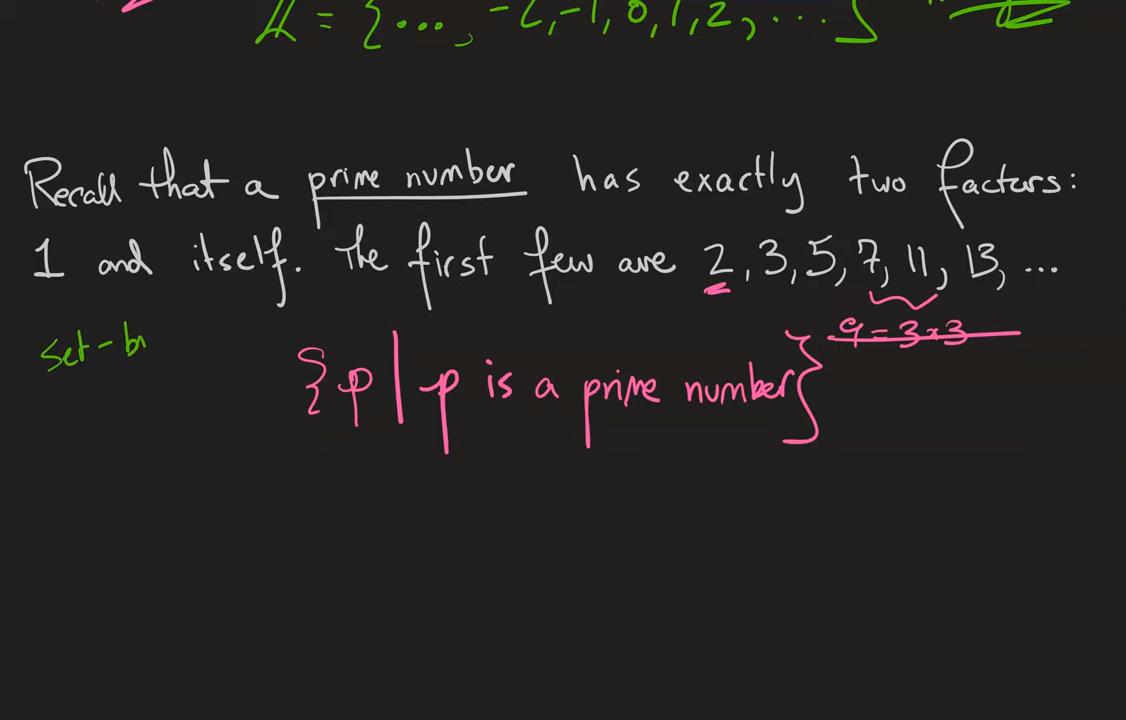 ℤ = {..., -2, -1, 0, 1, 2, ...}
Recall that a prime number has exactly two factors:
1 and itself. The first few are 2, 3, 5, 7, 11, 13, ...
9 = 3 × 3
set-bu
{p | p is a prime number}